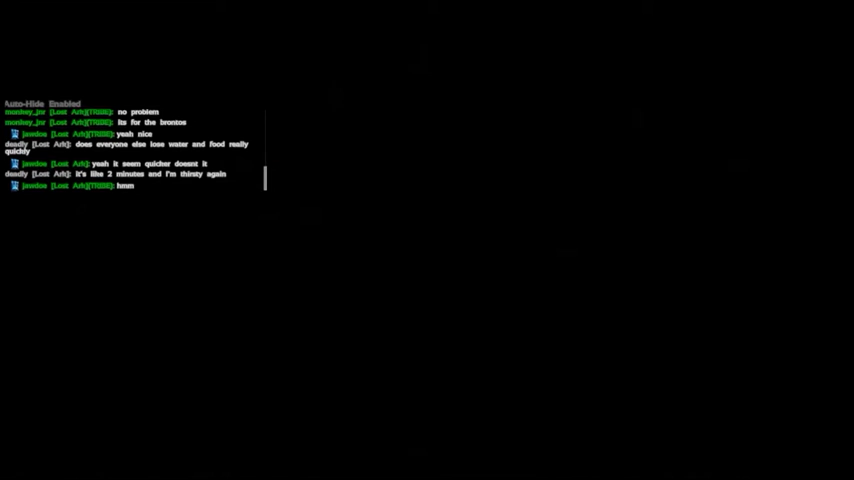 Auto-Hide Enabled
monkey_jnr [Lost Ark](TRIBE): no problem
monkey_jnr [Lost Ark](TRIBE): its for the brontos
jawdoe [Lost Ark](TRIBE): yeah nice
deadly [Lost Ark]: does everyone else lose water and food really
quickly
jawdoe [Lost Ark]: yeah it seem quicher doesnt it
deadly [Lost Ark]: it's like 2 minutes and i'm thirsty again
jawdoe [Lost Ark](TRIBE): hmm